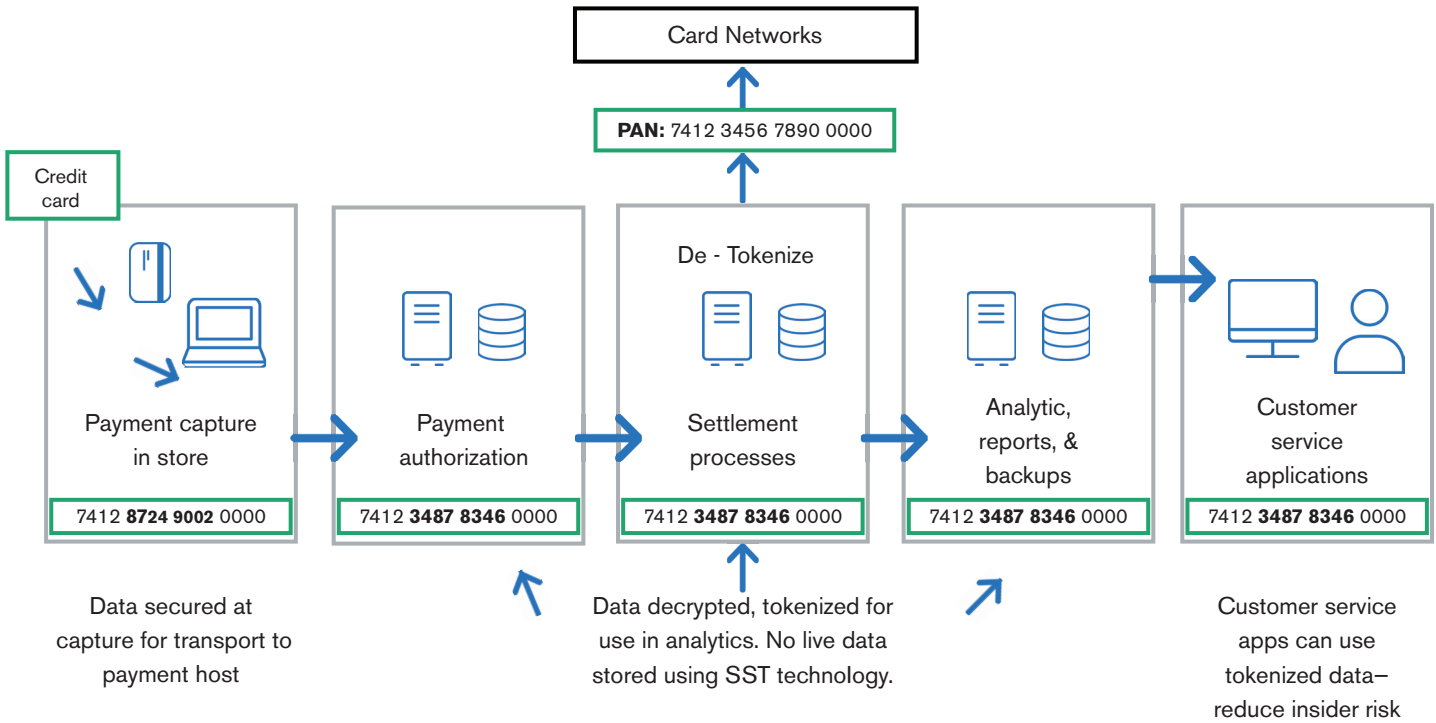 Card Networks
PAN: 7412 3456 7890 0000
Credit
card
Payment capture
in store
7412 8724 9002 0000
Payment
authorization
7412 3487 8346 0000
De - Tokenize
Settlement
processes
7412 3487 8346 0000
Analytic,
reports, &
backups
7412 3487 8346 0000
Customer
service
applications
7412 3487 8346 0000
Data secured at
capture for transport to
payment host
Data decrypted, tokenized for
use in analytics. No live data
stored using SST technology.
Customer service
apps can use
tokenized data–
reduce insider risk